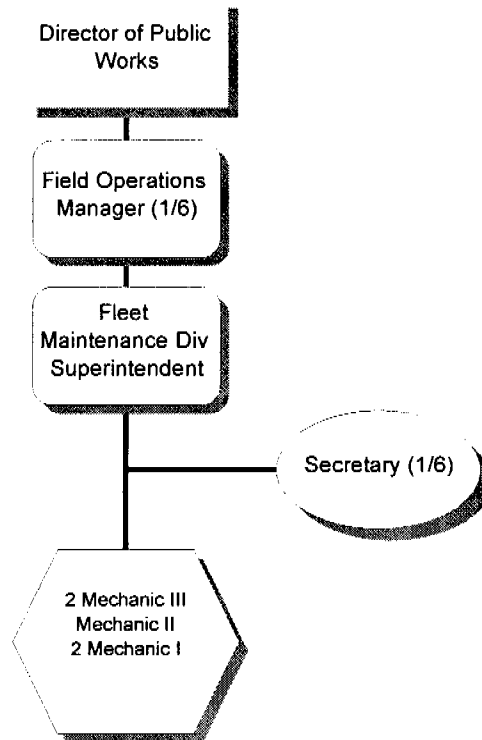 Director of Public
Works
Field Operations
Manager (1/6)
Fleet
Maintenance Div
Superintendent
Secretary (1/6)
2 Mechanic III
Mechanic II
2 Mechanic I